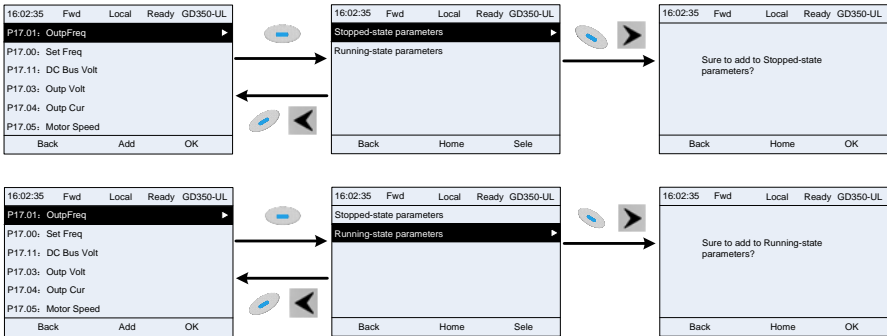 16:02:35 Fwd Local Ready GD350-UL
P17.01: OutpFreq
P17.00: Set Freq
P17.11: DC Bus Volt
P17.03: Outp Volt
P17.04: Outp Cur
P17.05: Motor Speed
Back Add OK
16:02:35 Fwd Local Ready GD350-UL
Stopped-state parameters
Running-state parameters
Back Home Sele
16:02:35 Fwd Local Ready GD350-UL
Sure to add to Stopped-state
parameters?
Back Home OK
16:02:35 Fwd Local Ready GD350-UL
P17.01: OutpFreq
P17.00: Set Freq
P17.11: DC Bus Volt
P17.03: Outp Volt
P17.04: Outp Cur
P17.05: Motor Speed
Back Add OK
16:02:35 Fwd Local Ready GD350-UL
Stopped-state parameters
Running-state parameters
Back Home Sele
16:02:35 Fwd Local Ready GD350-UL
Sure to add to Running-state
parameters?
Back Home OK